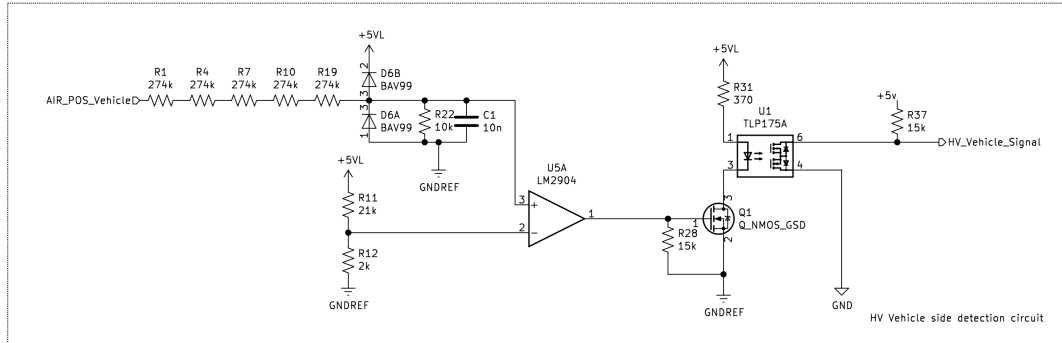 +5VL
R1
274k
R4
274k
R7
274k
R10
274k
R19
274k
2
D6B
BAV99
3
AIR_POS_Vehicle
3
D6A
BAV99
1
R22
10k
C1
10n
GNDREF
+5VL
R11
21k
R12
2k
GNDREF
U5A
LM2904
3
+
2
-
1
R28
15k
1
3
Q1
Q_NMOS_GSD
2
GNDREF
+5VL
R31
370
U1
TLP175A
1
3
6
4
+5v
R37
15k
HV_Vehicle_Signal
GND
HV Vehicle side detection circuit